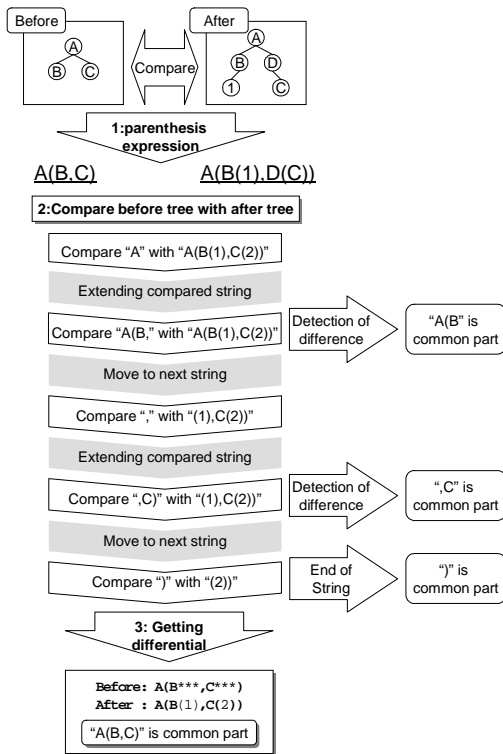 Before
After
A
B
C
Compare
A
B
D
1
C
1:parenthesis
expression
A(B,C)
A(B(1),D(C))
2:Compare before tree with after tree
Compare “A” with “A(B(1),C(2))”
Extending compared string
Compare “A(B,” with “A(B(1),C(2))”
Detection of
difference
“A(B” is
common part
Move to next string
Compare “,” with “(1),C(2))”
Extending compared string
Compare “,C)” with “(1),C(2))”
Detection of
difference
“,C” is
common part
Move to next string
Compare “)” with “(2))”
End of
String
“)” is
common part
3: Getting
differential
Before: A(B***,C***)
After : A(B(1),C(2))
“A(B,C)” is common part